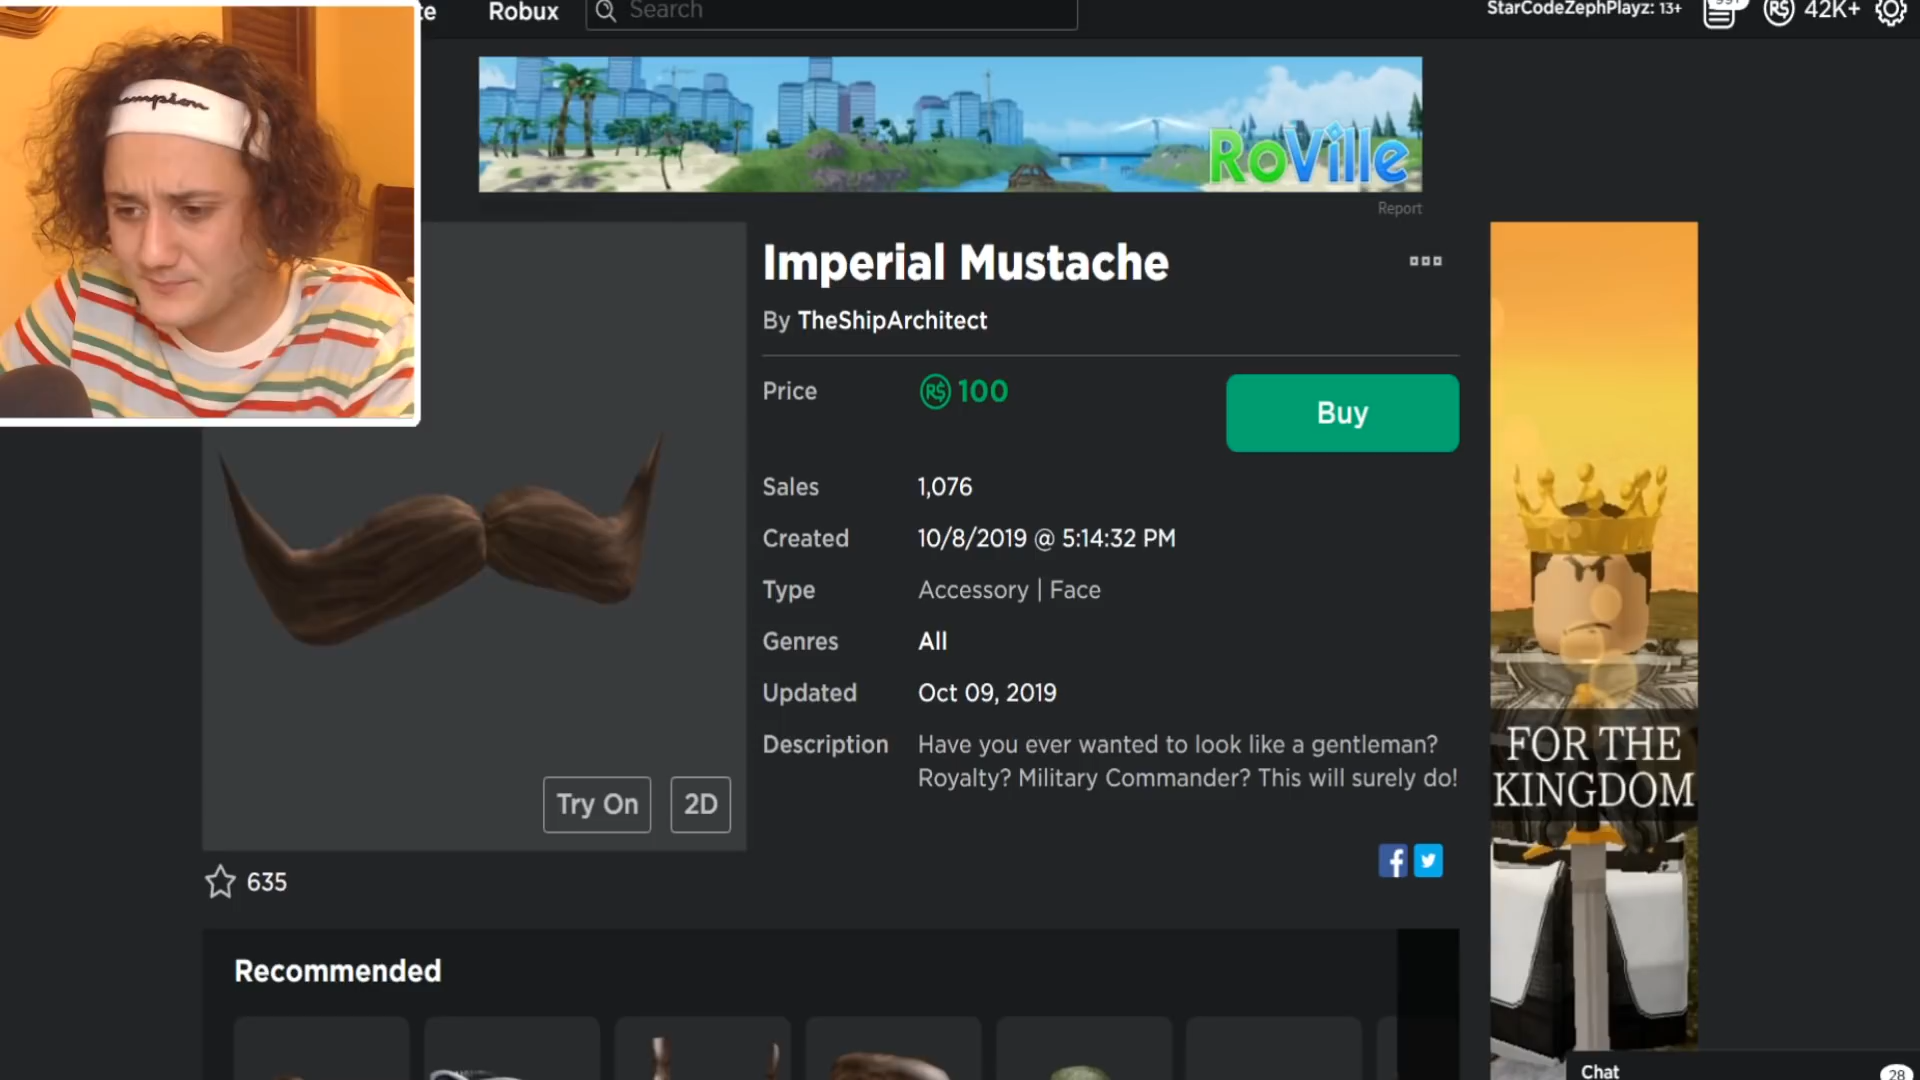 te
Robux
Search
StarCodeZephPlayz: 13+
42K+
ampion
RoVille
Report
Imperial Mustache
By TheShipArchitect
Price
R$ 100
Buy
Sales
1,076
Created
10/8/2019 @ 5:14:32 PM
Type
Accessory | Face
Genres
All
Updated
Oct 09, 2019
Description
Have you ever wanted to look like a gentleman?
Royalty? Military Commander? This will surely do!
Try On
2D
635
FOR THE
KINGDOM
Recommended
Chat
28